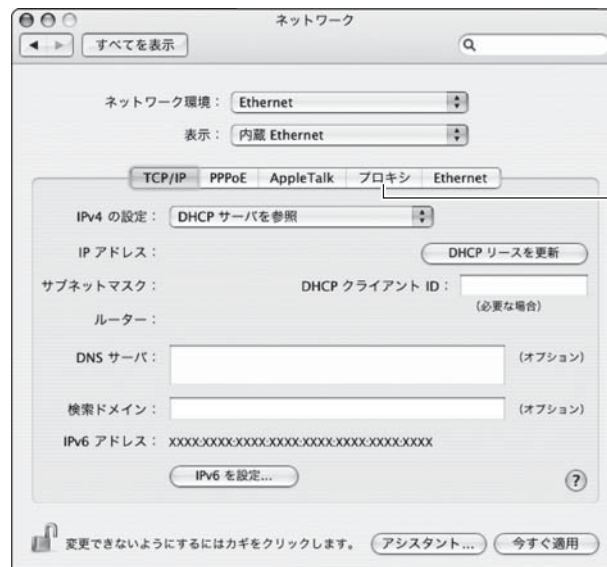 ネットワーク
すべてを表示
ネットワーク環境： Ethernet
表示： 内蔵 Ethernet
TCP/IP PPPoE AppleTalk プロキシ Ethernet
IPv4 の設定： DHCP サーバを参照
IP アドレス： DHCP リースを更新
サブネットマスク： DHCP クライアント ID：
(必要な場合)
ルーター：
DNS サーバ： (オプション)
検索ドメイン： (オプション)
IPv6 アドレス： XXXX:XXXX:XXXX:XXXX:XXXX:XXXX:XXXX:XXXX
IPv6 を設定...
?
変更できないようにするにはカギをクリックします。 アシスタント... 今すぐ適用